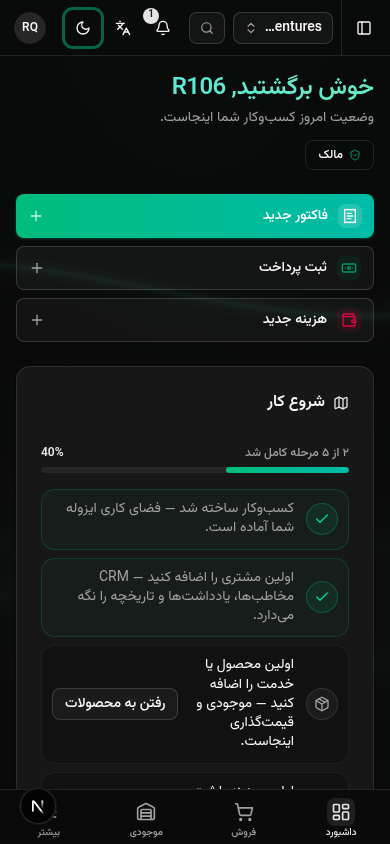 ...entures
1
RQ
خوش برگشتید, R106
وضعیت امروز کسب‌وکار شما اینجاست.
مالک
فاکتور جدید
ثبت پرداخت
هزینه جدید
شروع کار
۲ از ۵ مرحله کامل شد
40%
کسب‌وکار ساخته شد — فضای کاری ایزوله
شما آماده است.
اولین مشتری را اضافه کنید — CRM
مخاطب‌ها، یادداشت‌ها و تاریخچه را نگه
می‌دارد.
اولین محصول یا
خدمت را اضافه
کنید — موجودی و
قیمت‌گذاری
اینجاست.
رفتن به محصولات
داشبورد
فروش
موجودی
بیشتر
N